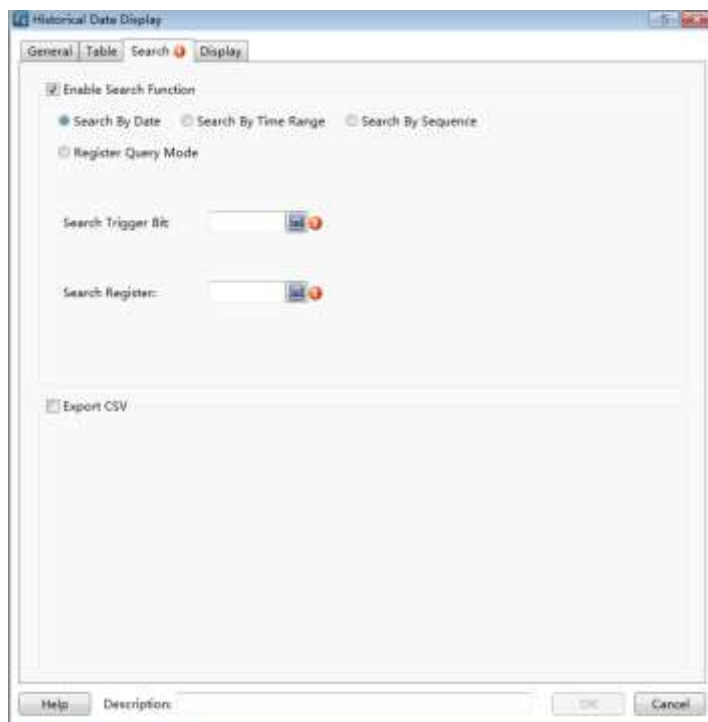 Historical Data Display
General Table Search Display
Enable Search Function
Search By Date Search By Time Range Search By Sequence
Register Query Mode
Search Trigger Bit:
Search Register:
Export CSV
Help Description: OK Cancel